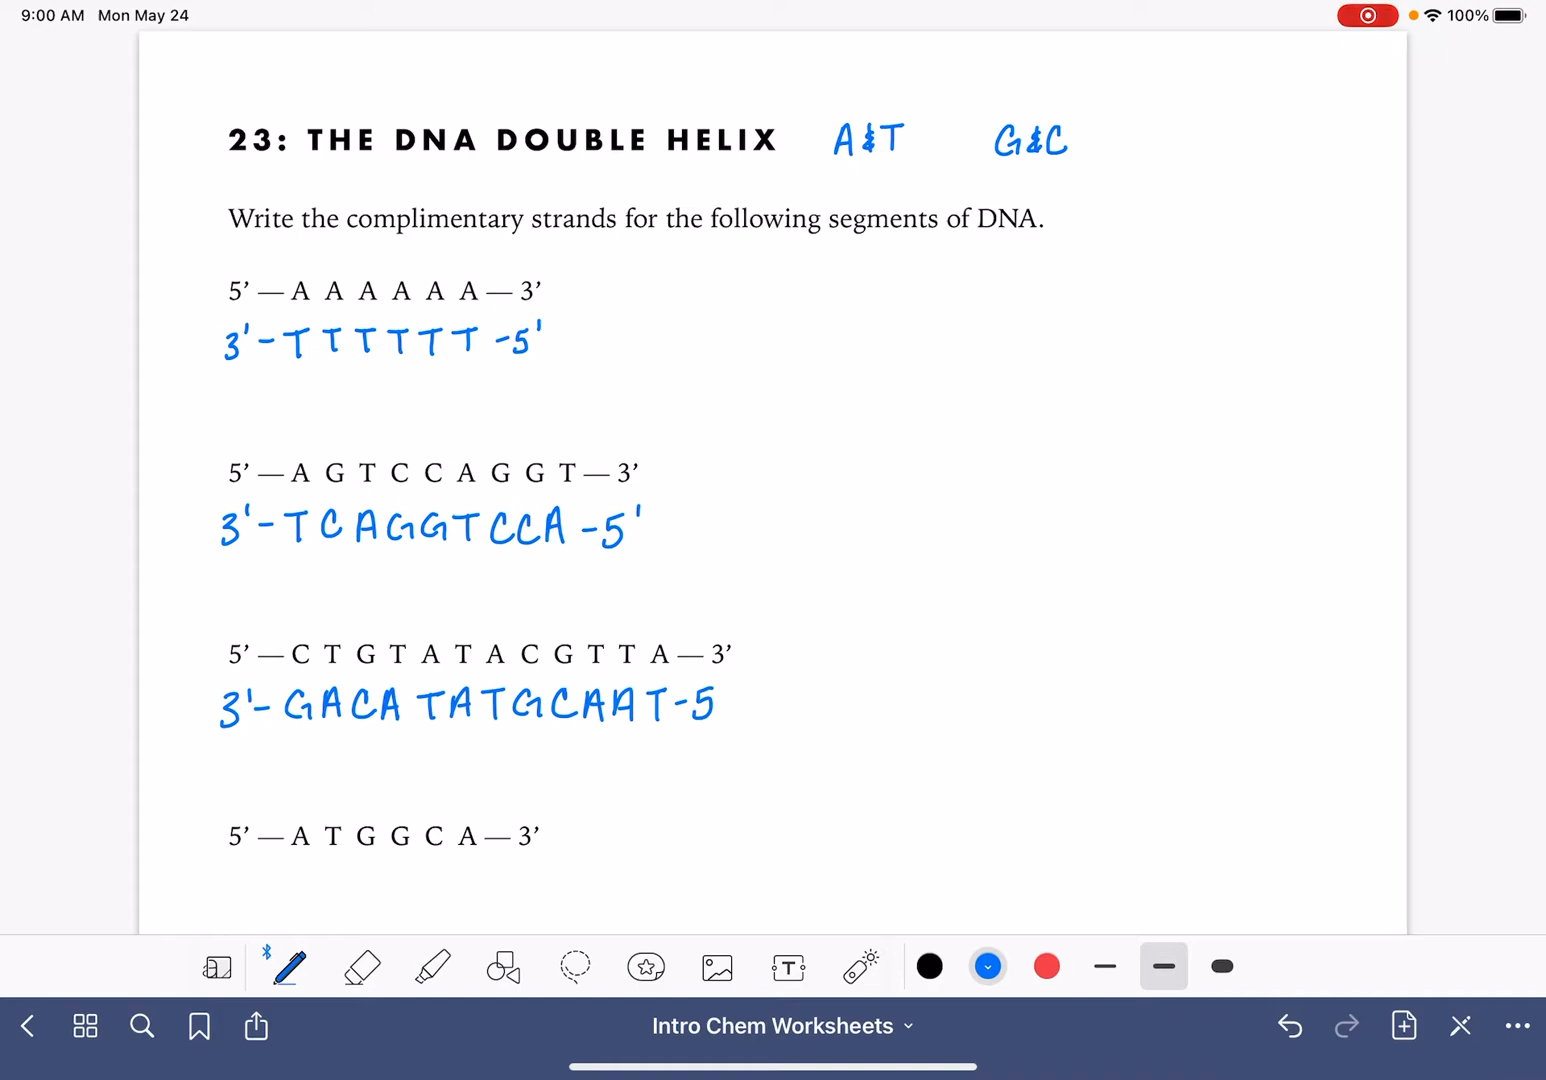 9:00 AM Mon May 24 100%
23: THE DNA DOUBLE HELIX A & T G & C
Write the complimentary strands for the following segments of DNA.
5’ — A A A A A A — 3’
3' - T T T T T T - 5'
5’ — A G T C C A G G T — 3’
3' - T C A G G T C C A - 5'
5’ — C T G T A T A C G T T A — 3’
3' - G A C A T A T G C A A T - 5
5’ — A T G G C A — 3’
Intro Chem Worksheets